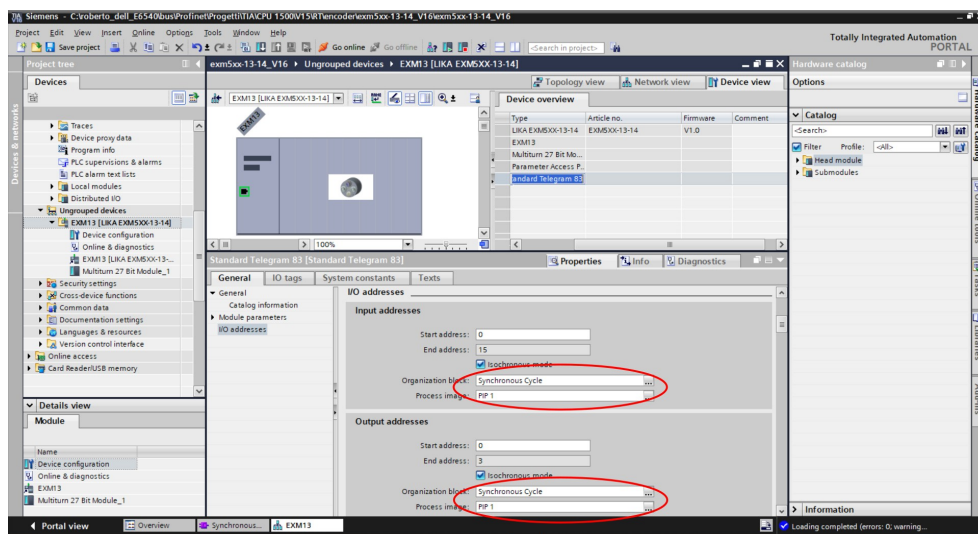 Siemens - C:\roberto_dell_E6540\bus\Profinet\Progetti\TIA\CPU 1500\V15\RT\encoder\exm5xx-13-14_V16\exm5xx-13-14_V16
Project Edit View Insert Online Options Tools Window Help
Totally Integrated Automation
PORTAL
Save project
Go online
Go offline
<Search in project>
Project tree
exm5xx-13-14_V16 ▸ Ungrouped devices ▸ EXM13 [LIKA EXM5XX-13-14]
Hardware catalog
Devices
Topology view
Network view
Device view
Options
EXM13 [LIKA EXM5XX-13-14]
Device overview
Type Article no. Firmware Comment
LIKA EXM5XX-13-14 EXM5XX-13-14 V1.0
EXM13
Multiturn 27 Bit Mo...
Parameter Access P..
andard Telegram 83
EXM13
100%
Catalog
<Search>
Filter Profile: <All>
Head module
Submodules
Devices & networks
Traces
Device proxy data
Program info
PLC supervisions & alarms
PLC alarm text lists
Local modules
Distributed I/O
Ungrouped devices
EXM13 [LIKA EXM5XX-13-14]
Device configuration
Online & diagnostics
EXM13 [LIKA EXM5XX-13-...
Multiturn 27 Bit Module_1
Security settings
Cross-device functions
Common data
Documentation settings
Languages & resources
Version control interface
Online access
Card Reader/USB memory
Details view
Module
Name
Device configuration
Online & diagnostics
EXM13
Multiturn 27 Bit Module_1
Standard Telegram 83 [Standard Telegram 83]
Properties
Info
Diagnostics
General IO tags System constants Texts
General
Catalog information
Module parameters
I/O addresses
I/O addresses
Input addresses
Start address: 0
End address: 15
Isochronous mode
Organization block: Synchronous Cycle ...
Process image: PIP 1 ...
Output addresses
Start address: 0
End address: 3
Isochronous mode
Organization block: Synchronous Cycle ...
Process image: PIP 1 ...
Information
Portal view
Overview
Synchronous...
EXM13
Loading completed (errors: 0; warning...